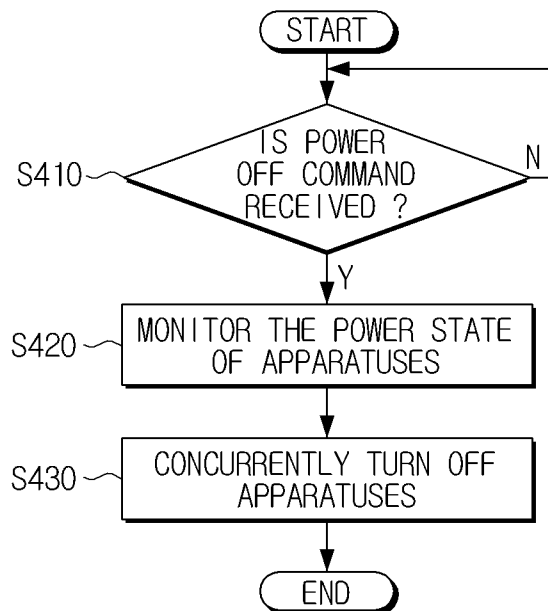 START
IS POWER
OFF COMMAND
RECEIVED ?
N
S410
Y
MONITOR THE POWER STATE
OF APPARATUSES
S420
CONCURRENTLY TURN OFF
APPARATUSES
S430
END